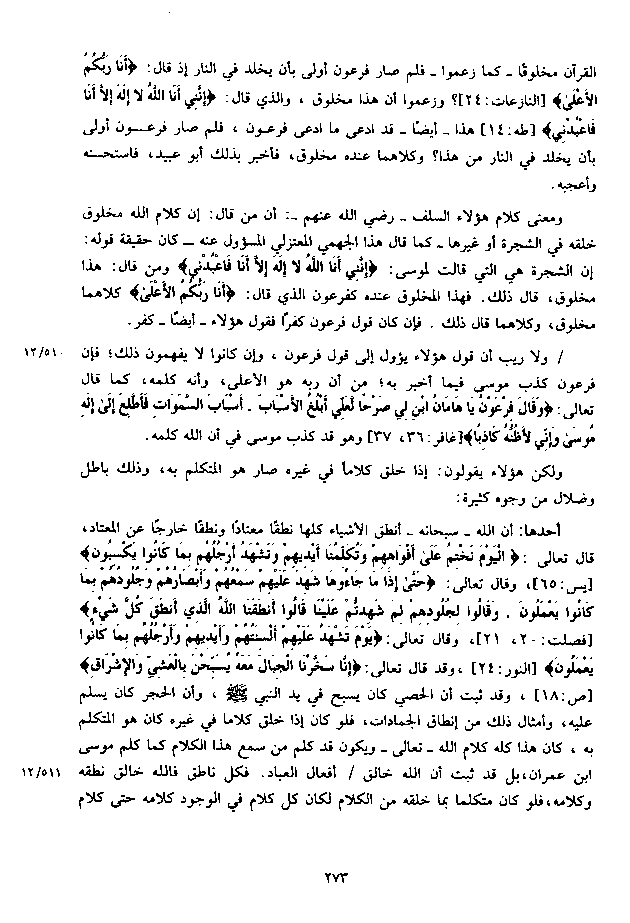 القرآن مخلوقًا ـ كما زعموا ـ فلم صار فرعون أولى بأن يخلد في النار إذ قال: ﴿أَنَا رَبُّكُمُ
الأَعْلَىٰ﴾ [النازعات:٢٤]؟ وزعموا أن هذا مخلوق ، والذي قال: ﴿إِنَّنِي أَنَا اللَّهُ لا إِلَهَ إِلاَّ أَنَا
فَاعْبُدْنِي﴾ [طه:١٤] هذا ـ أيضًا ـ قد ادعى ما ادعى فرعون ، فلم صار فرعـــون أولى
بأن يخلد في النار من هذا؟ وكلاهما عنده مخلوق، فأخبر بذلك أبو عبيد، فاستحسنه
وأعجبه.
ومعنى كلام هؤلاء السلف ـ رضي الله عنهم ـ: أن من قال: إن كلام الله مخلوق
خلقه في الشجرة أو غيرها ـ كما قال هذا الجهمي المعتزلي المسؤول عنه ـ كان حقيقة قوله:
إن الشجرة هي التي قالت لموسى: ﴿إِنَّنِي أَنَا اللَّهُ لا إِلَهَ إِلاَّ أَنَا فَاعْبُدْنِي﴾ ومن قال: هذا
مخلوق، قال ذلك. فهذا المخلوق عنده كفرعون الذي قال: ﴿أَنَا رَبُّكُمُ الأَعْلَىٰ﴾ كلاهما
مخلوق، وكلاهما قال ذلك . فإن كان قول فرعون كفرًا فقول هؤلاء ـ أيضًا ـ كفر.
/ ولا ريب أن قول هؤلاء يؤول إلى قول فرعون ، وإن كانوا لا يفهمون ذلك؛ فإن ١٢/٥١٠
فرعون كذب موسى فيما أخبر به؛ من أن ربه هو الأعلى، وأنه كلمه، كما قال
تعالى: ﴿وَقَالَ فِرْعَوْنُ يَا هَامَانُ ابْنِ لِي صَرْحًا لَّعَلِّي أَبْلُغُ الأَسْبَابَ . أَسْبَابَ السَّمَوَاتِ فَأَطَّلِعَ إِلَىٰ إِلَهِ
مُوسَىٰ وَإِنِّي لأَظُنُّهُ كَاذِبًا﴾[غافر:٣٦، ٣٧] وهو قد كذب موسى في أن الله كلمه.
ولكن هؤلاء يقولون: إذا خلق كلامًا في غيره صار هو المتكلم به، وذلك باطل
وضلال من وجوه كثيرة:
أحدها: أن الله ـ سبحانه ـ أنطق الأشياء كلها نطقًا معتادًا ونطقًا خارجًا عن المعتاد،
قال تعالى :﴿ الْيَوْمَ نَخْتِمُ عَلَىٰ أَفْوَاهِهِمْ وَتُكَلِّمُنَا أَيْدِيهِمْ وَتَشْهَدُ أَرْجُلُهُم بِمَا كَانُوا يَكْسِبُونَ﴾
[يس:٦٥]، وقال تعالى: ﴿حَتَّىٰ إِذَا مَا جَاءُوهَا شَهِدَ عَلَيْهِمْ سَمْعُهُمْ وَأَبْصَارُهُمْ وَجُلُودُهُم بِمَا
كَانُوا يَعْمَلُونَ . وَقَالُوا لِجُلُودِهِمْ لِمَ شَهِدتُّمْ عَلَيْنَا قَالُوا أَنطَقَنَا اللَّهُ الَّذِي أَنطَقَ كُلَّ شَيْءٍ﴾
[فصلت:٢٠، ٢١]، وقال تعالى:﴿يَوْمَ تَشْهَدُ عَلَيْهِمْ أَلْسِنَتُهُمْ وَأَيْدِيهِمْ وَأَرْجُلُهُم بِمَا كَانُوا
يَعْمَلُونَ﴾ [النور:٢٤] ،وقد قال تعالى:﴿إِنَّا سَخَّرْنَا الْجِبَالَ مَعَهُ يُسَبِّحْنَ بِالْعَشِيِّ وَالإِشْرَاقِ﴾
[ص:١٨] ، وقد ثبت أن الحصى كان يسبح في يد النبي ﷺ ، وأن الحجر كان يسلم
عليه، وأمثال ذلك من إنطاق الجمادات، فلو كان إذا خلق كلاما في غيره كان هو المتكلم
به ، كان هذا كله كلام الله ـ تعالى ـ ويكون قد كلم من سمع هذا الكلام كما كلم موسى
ابن عمران،بل قد ثبت أن الله خالق / أفعال العباد. فكل ناطق فالله خالق نطقه ١٢/٥١١
وكلامه،فلو كان متكلما بما خلقه من الكلام لكان كل كلام في الوجود كلامه حتى كلام
٢٧٣